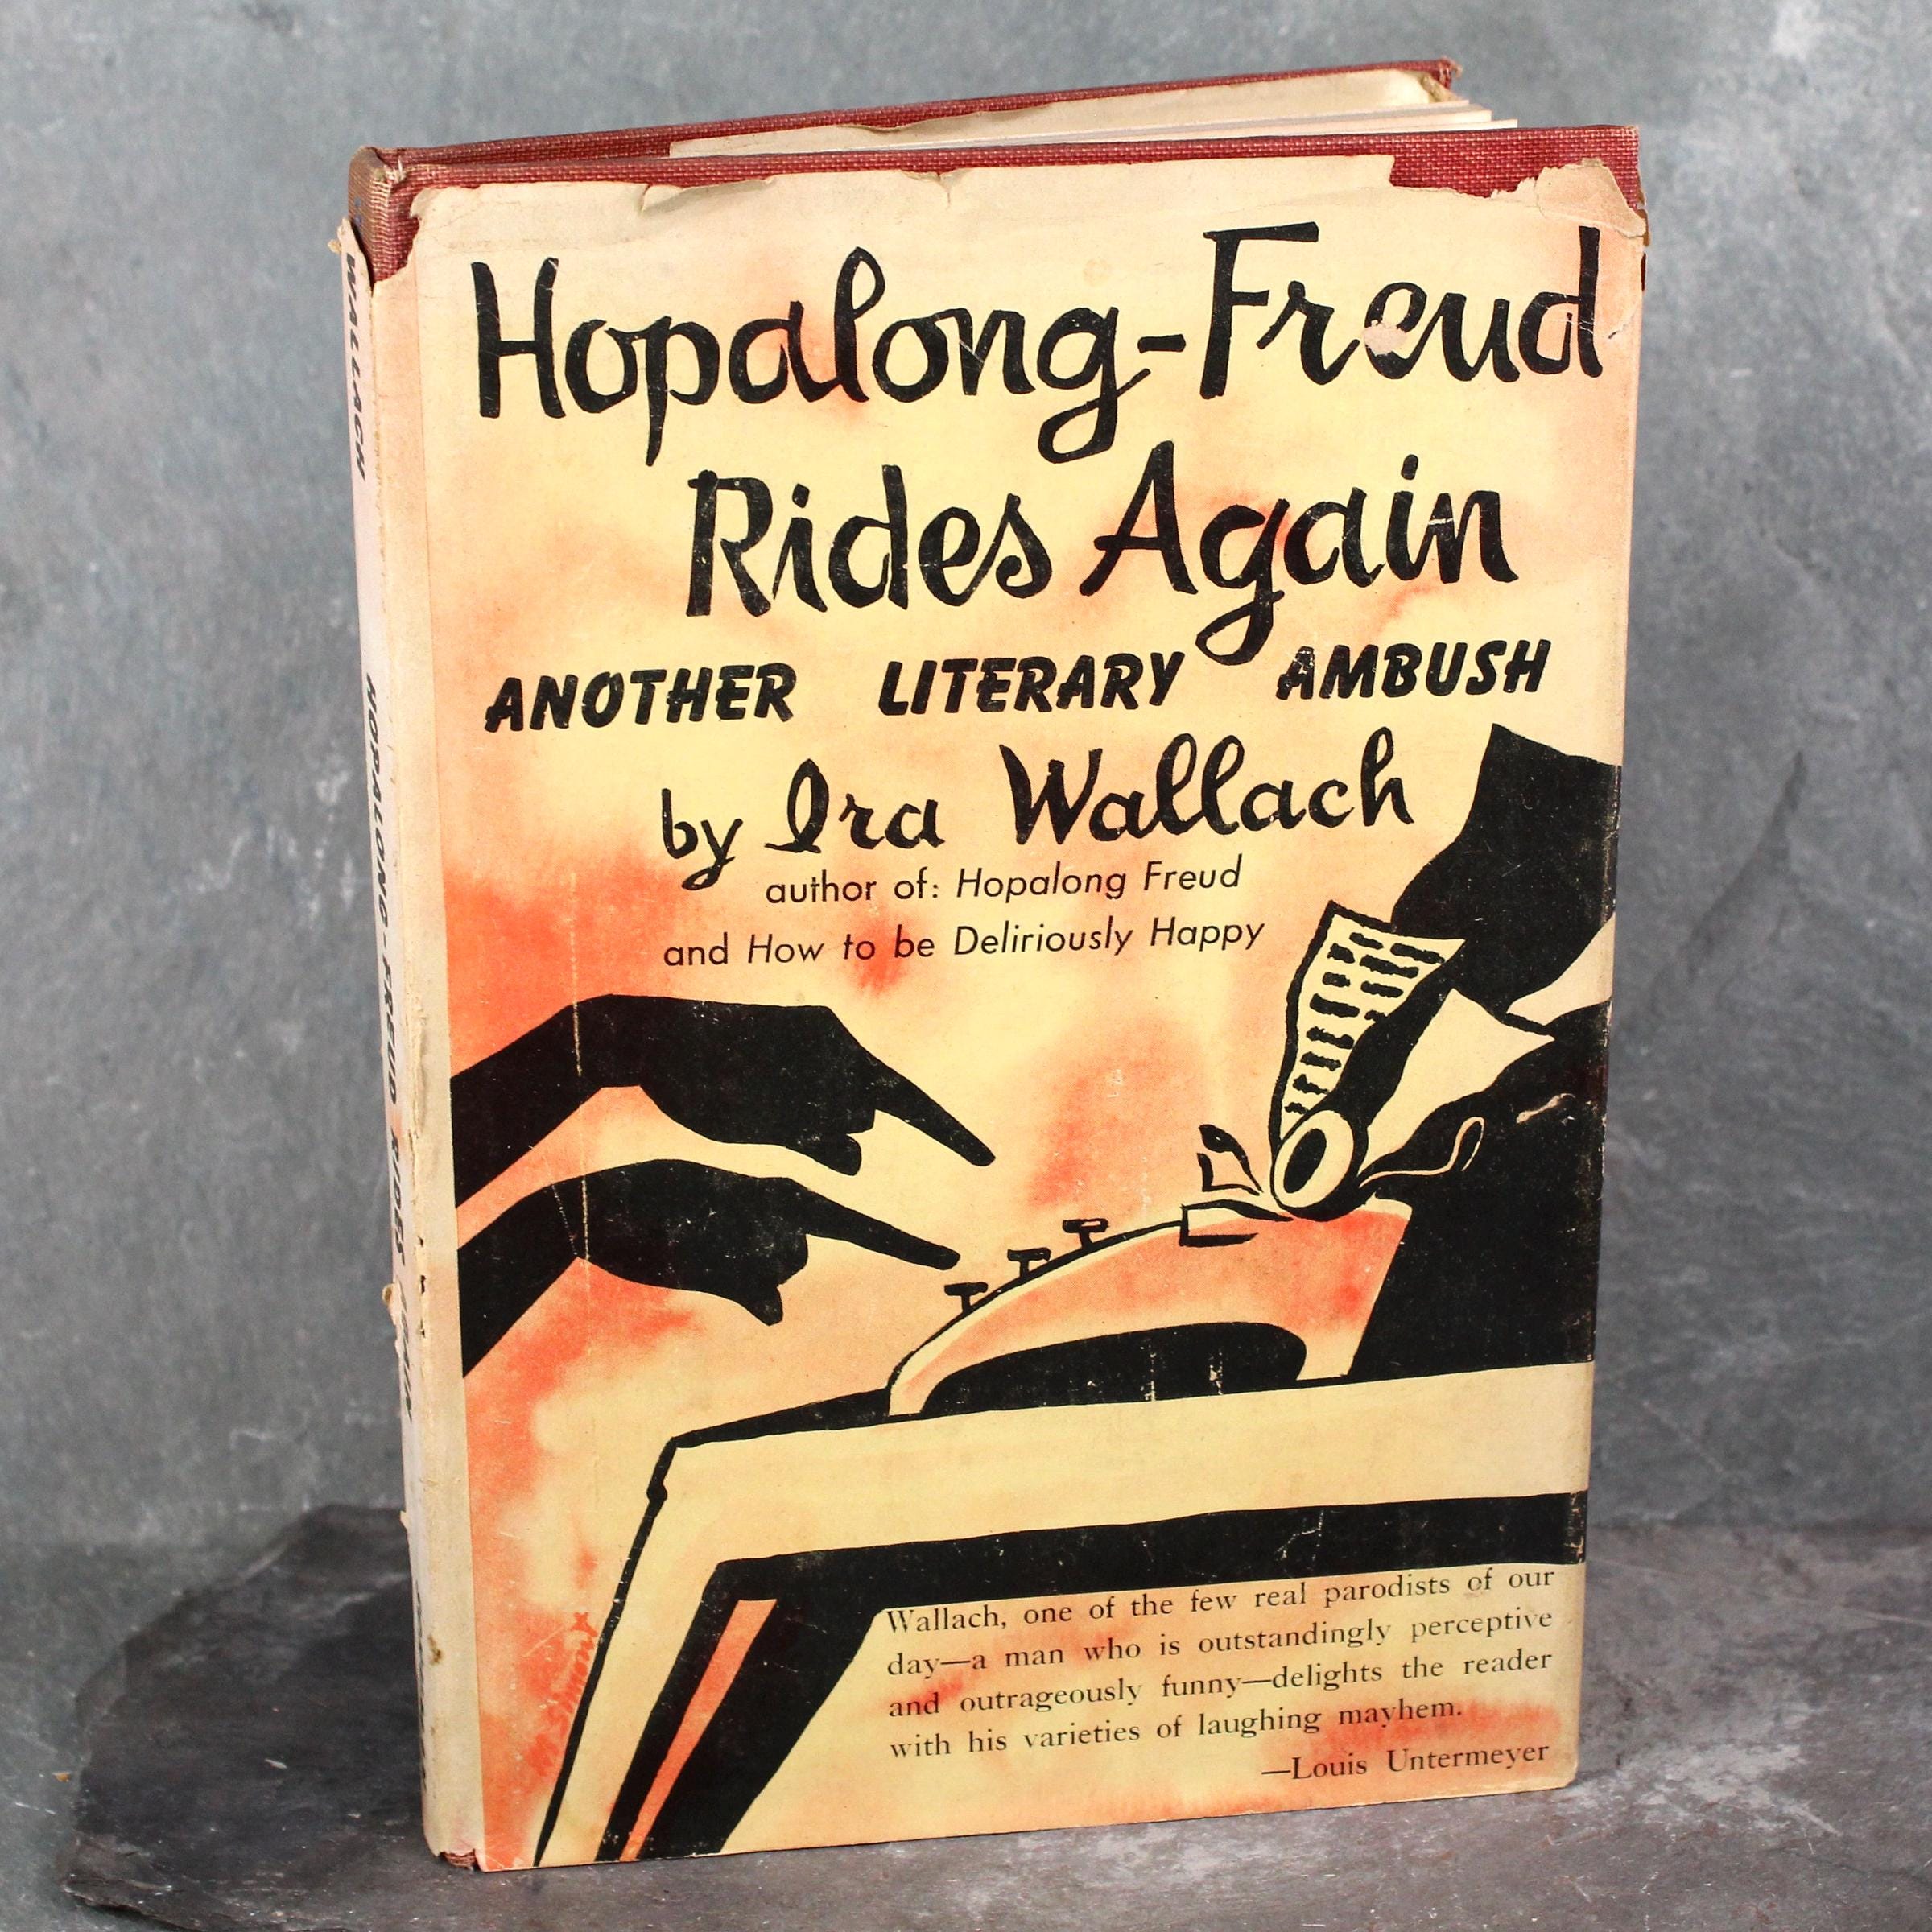 Hopalong-Freud
Rides Again
ANOTHER LITERARY AMBUSH
by Ira Wallach
author of: Hopalong Freud
and How to be Deliriously Happy
Wallach, one of the few real parodists of our
day—a man who is outstandingly perceptive
and outrageously funny—delights the reader
with his varieties of laughing mayhem.
—Louis Untermeyer
WALLACH
HOPALONG-FREUD RIDES AGAIN